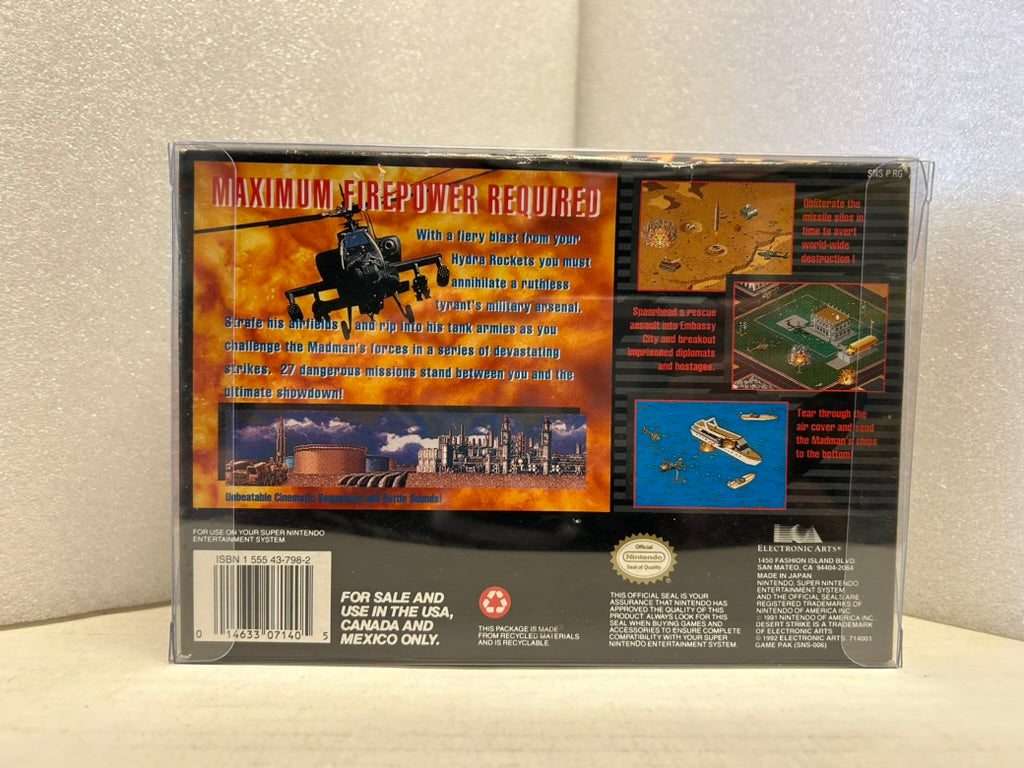 MAXIMUM FIREPOWER REQUIRED
With a fiery blast from your
Hydra Rockets you must
annihilate a ruthless
tyrant's military arsenal.
Strafe his airfields and rip into his tank armies as you
challenge the Madman's forces in a series of devastating
strikes. 27 dangerous missions stand between you and the
ultimate showdown!
Unbeatable Cinematic Sequences and Battle Sounds!
SNS P RG
Obliterate the
missile silos in
time to avert
world-wide
destruction !
Spearhead a rescue
assault into Embassy
City and breakout
imprisoned diplomats
and hostages.
Tear through the
air cover and send
the Madman's ships
to the bottom!
FOR USE ON YOUR SUPER NINTENDO
ENTERTAINMENT SYSTEM
ISBN 1 555 43-798-2
0 14633 07140 5
FOR SALE AND
USE IN THE USA,
CANADA AND
MEXICO ONLY.
THIS PACKAGE IS MADE
FROM RECYCLED MATERIALS
AND IS RECYCLABLE.
Official
Nintendo
Seal of Quality
THIS OFFICIAL SEAL IS YOUR
ASSURANCE THAT NINTENDO HAS
APPROVED THE QUALITY OF THIS
PRODUCT. ALWAYS LOOK FOR THIS
SEAL WHEN BUYING GAMES AND
ACCESSORIES TO ENSURE COMPLETE
COMPATIBILITY WITH YOUR SUPER
NINTENDO ENTERTAINMENT SYSTEM.
ELECTRONIC ARTS®
1450 FASHION ISLAND BLVD.
SAN MATEO, CA 94404-2064
MADE IN JAPAN
NINTENDO, SUPER NINTENDO
ENTERTAINMENT SYSTEM
AND THE OFFICIAL SEALS ARE
REGISTERED TRADEMARKS OF
NINTENDO OF AMERICA INC.
© 1991 NINTENDO OF AMERICA INC.
DESERT STRIKE IS A TRADEMARK
OF ELECTRONIC ARTS
© 1992 ELECTRONIC ARTS 714001
GAME PAK (SNS-006)